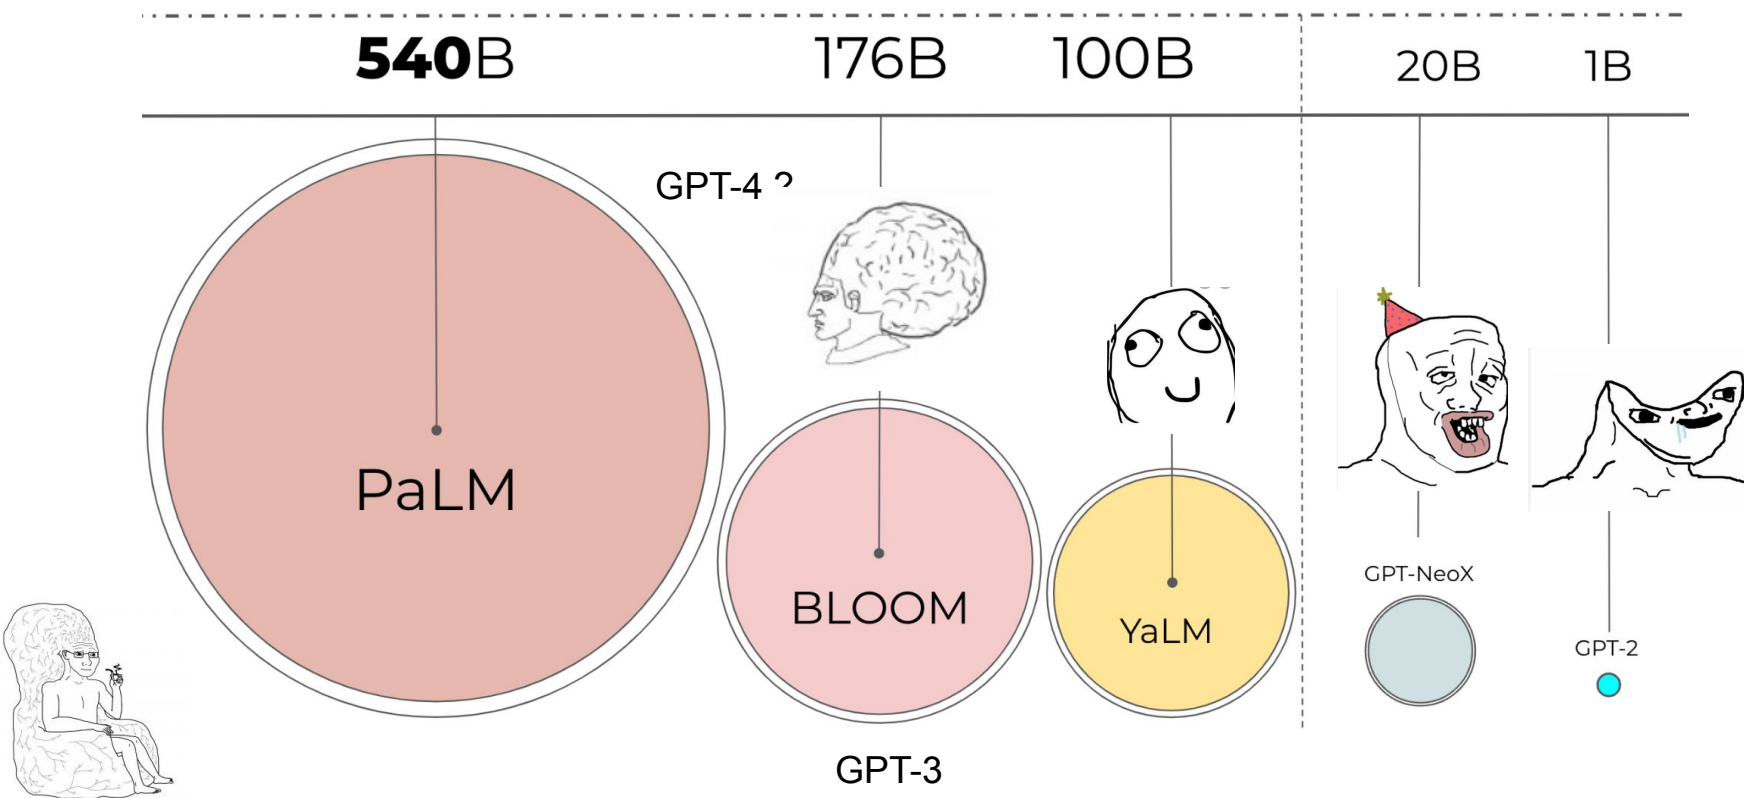 540B
176B
100B
20B
1B
GPT-4 ?
PaLM
BLOOM
YaLM
GPT-NeoX
GPT-2
GPT-3